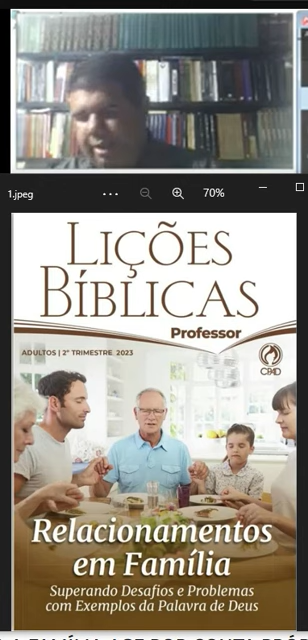 1.jpeg
70%
LIÇÕES
BÍBLICAS
Professor
ADULTOS | 2º TRIMESTRE 2023
CPAD
Relacionamentos
em Família
Superando Desafios e Problemas
com Exemplos da Palavra de Deus